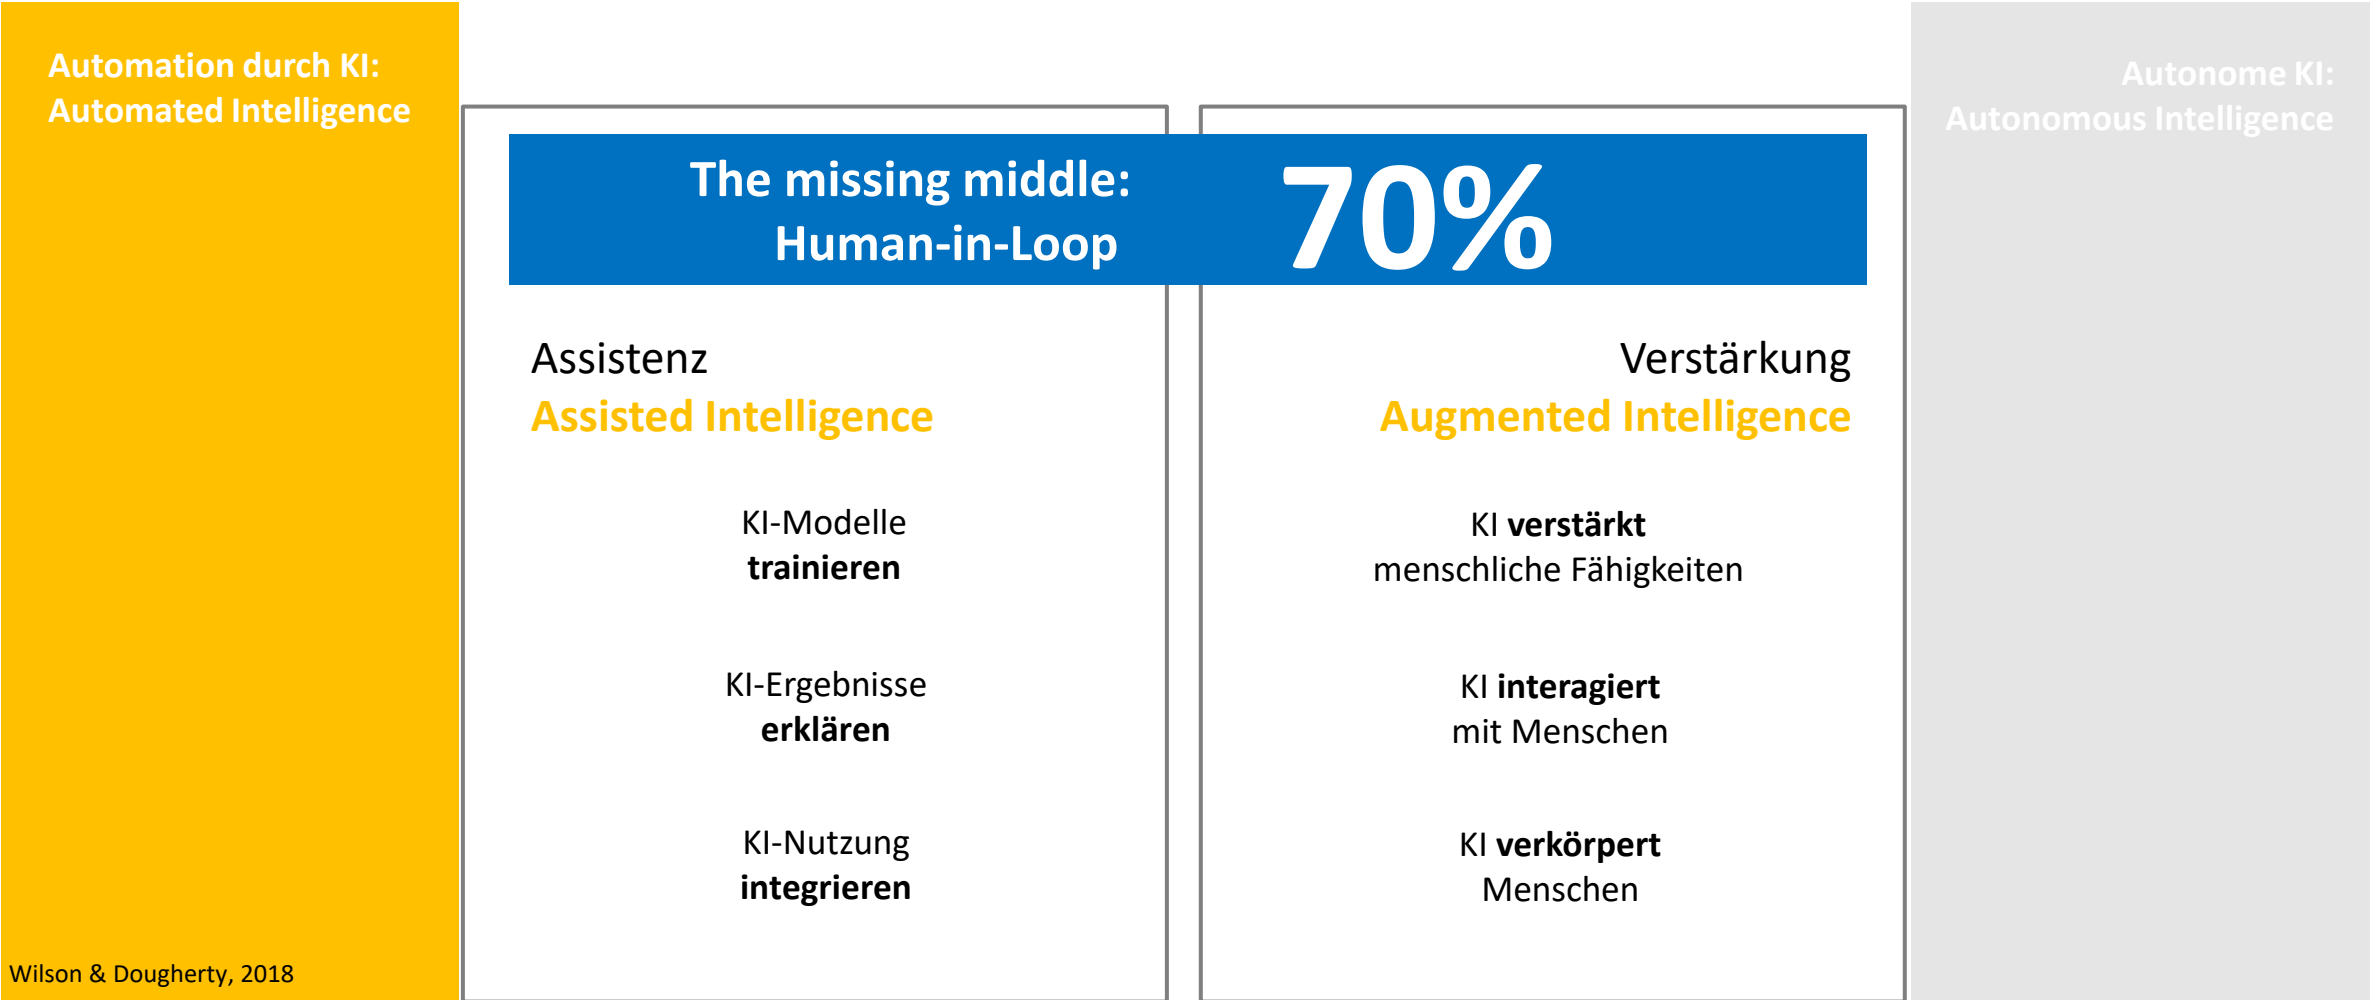 Automation durch KI:
Automated Intelligence
The missing middle:
Human-in-Loop
70%
Autonome KI:
Autonomous Intelligence
Assistenz
Assisted Intelligence
KI-Modelle
trainieren
KI-Ergebnisse
erklären
KI-Nutzung
integrieren
Verstärkung
Augmented Intelligence
KI verstärkt
menschliche Fähigkeiten
KI interagiert
mit Menschen
KI verkörpert
Menschen
Wilson & Dougherty, 2018